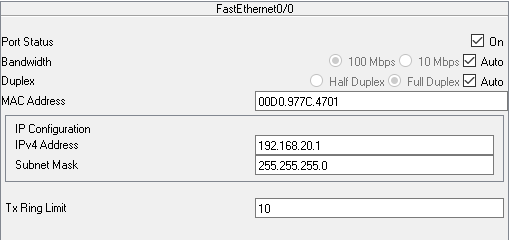 FastEthernet0/0
Port Status On
Bandwidth 100 Mbps 10 Mbps Auto
Duplex Half Duplex Full Duplex Auto
MAC Address 00D0.977C.4701
IP Configuration
IPv4 Address 192.168.20.1
Subnet Mask 255.255.255.0
Tx Ring Limit 10